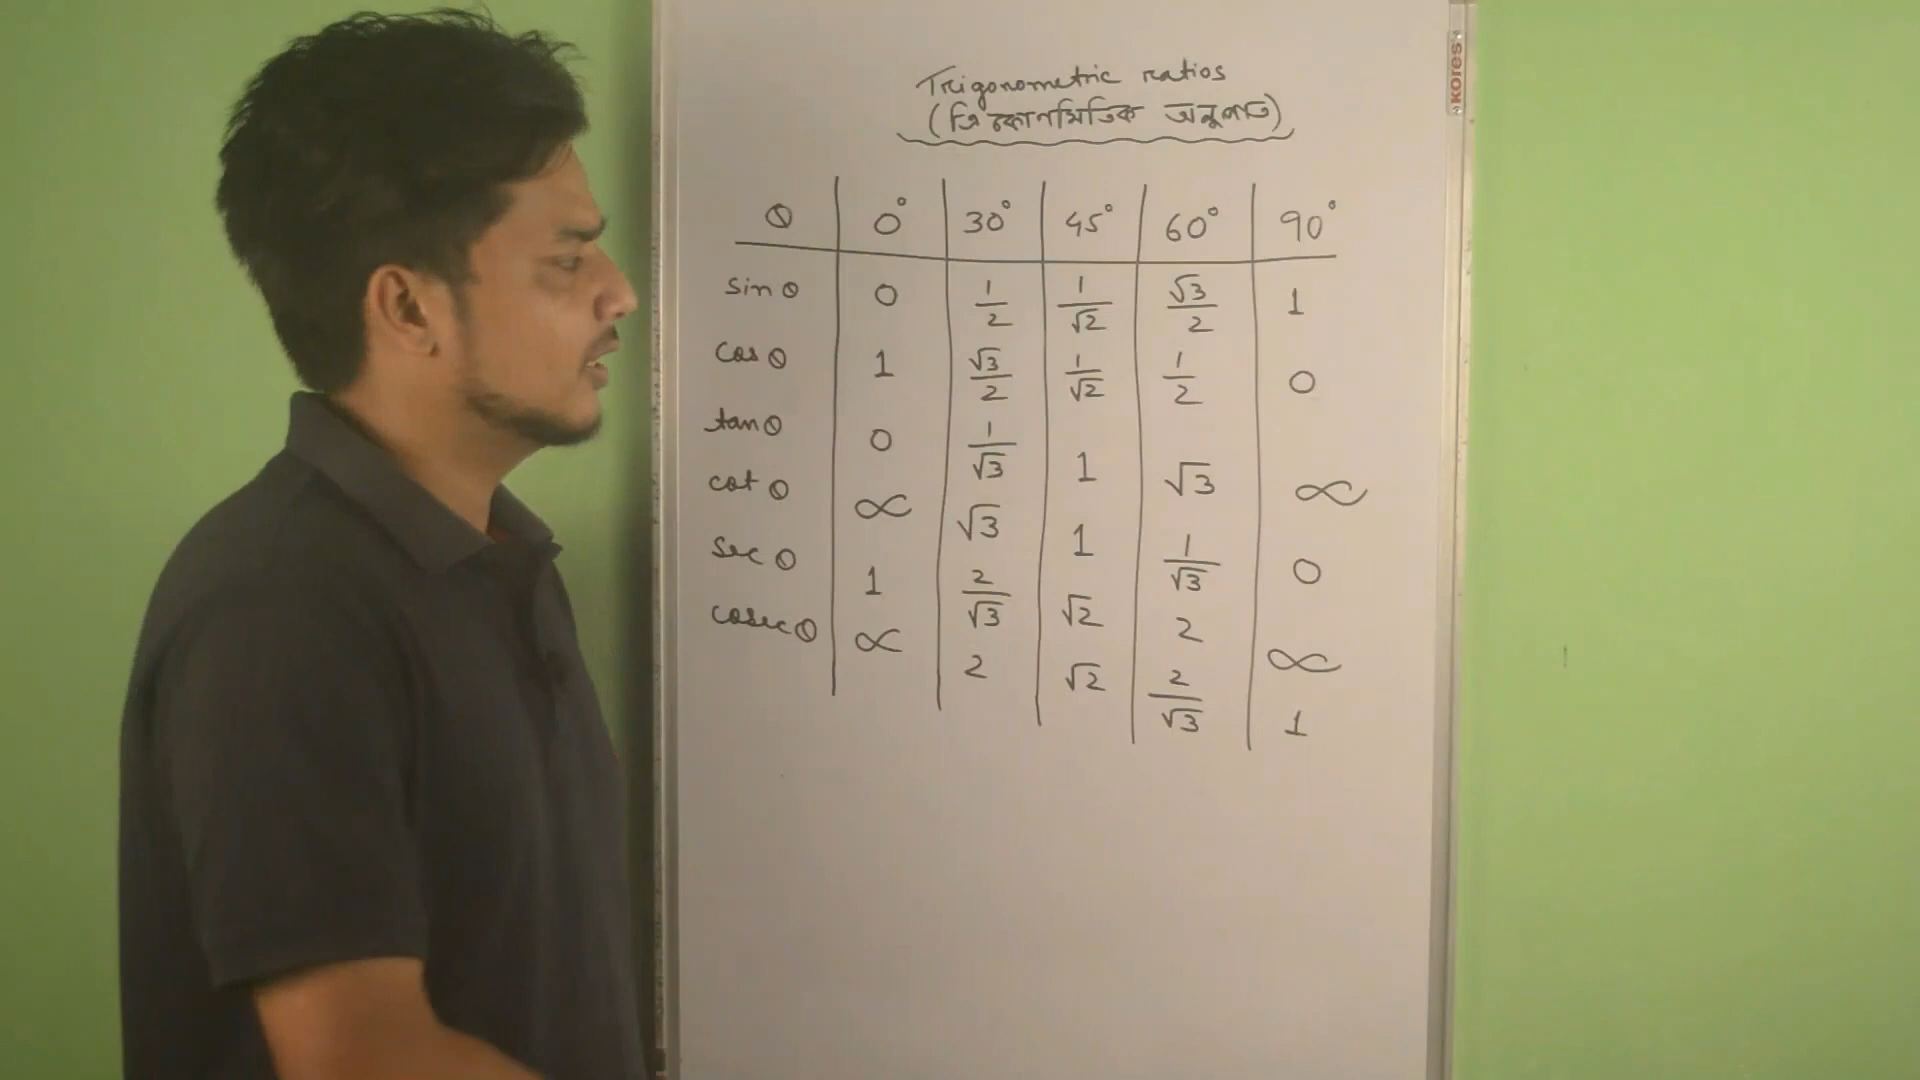 Trigonometric ratios
(ত্রিকোণমিতিক অনুপাত)
θ 0° 30° 45° 60° 90°
sin θ 0 1/2 1/√2 √3/2 1
cos θ 1 √3/2 1/√2 1/2 0
tan θ 0 1/√3 1 √3 ∝
cot θ ∝ √3 1 1/√3 0
sec θ 1 2/√3 √2 2 ∝
cosec θ ∝ 2 √2 2/√3 1
kores